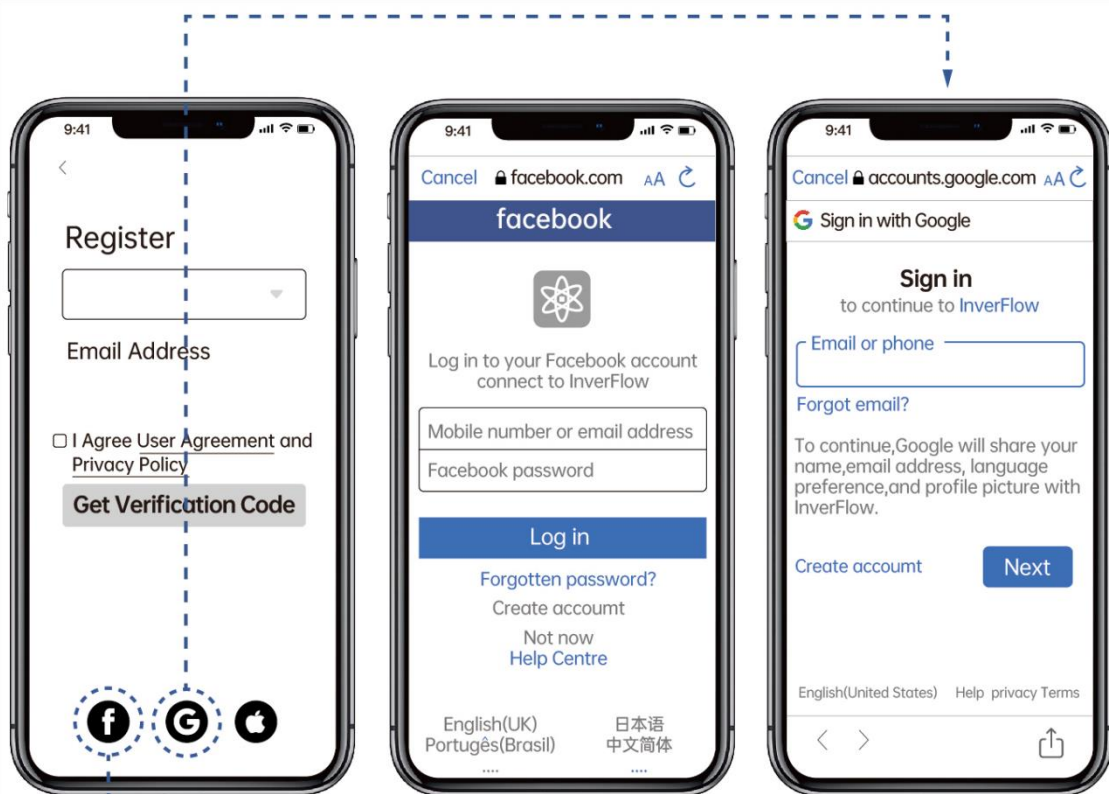 9:41
Register
Email Address
I Agree User Agreement and
Privacy Policy
Get Verification Code
f
G
9:41
Cancel facebook.com AA
facebook
Log in to your Facebook account
connect to InverFlow
Mobile number or email address
Facebook password
Log in
Forgotten password?
Create accoumt
Not now
Help Centre
English(UK) 日本语
Portugês(Brasil) 中文简体
.... ....
9:41
Cancel accounts.google.com AA
G Sign in with Google
Sign in
to continue to InverFlow
Email or phone
Forgot email?
To continue,Google will share your
name,email address, language
preference,and profile picture with
InverFlow.
Create accoumt Next
English(United States) Help privacy Terms